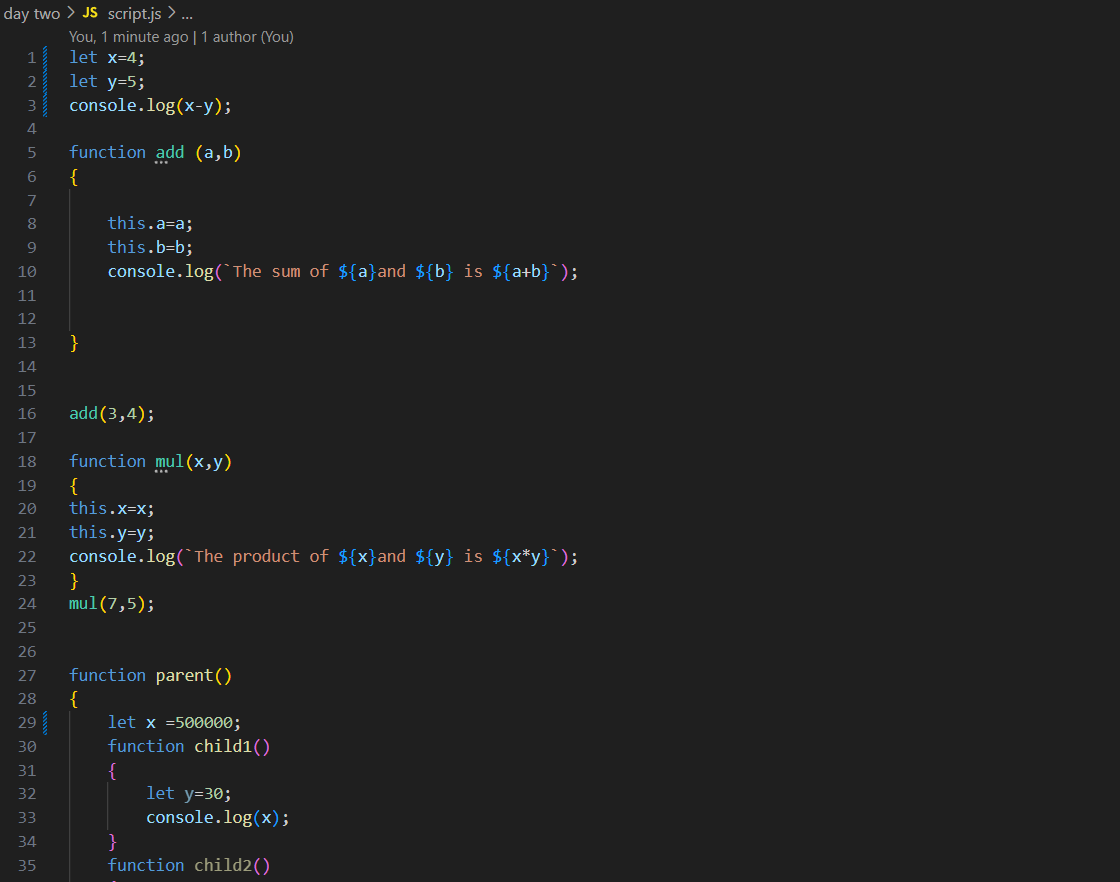 day two > JS script.js > ...
You, 1 minute ago | 1 author (You)
1 let x=4;
2 let y=5;
3 console.log(x-y);
4
5 function add (a,b)
6 {
7
8     this.a=a;
9     this.b=b;
10     console.log(`The sum of ${a}and ${b} is ${a+b}`);
11
12
13 }
14
15
16 add(3,4);
17
18 function mul(x,y)
19 {
20 this.x=x;
21 this.y=y;
22 console.log(`The product of ${x}and ${y} is ${x*y}`);
23 }
24 mul(7,5);
25
26
27 function parent()
28 {
29     let x =500000;
30     function child1()
31     {
32         let y=30;
33         console.log(x);
34     }
35     function child2()